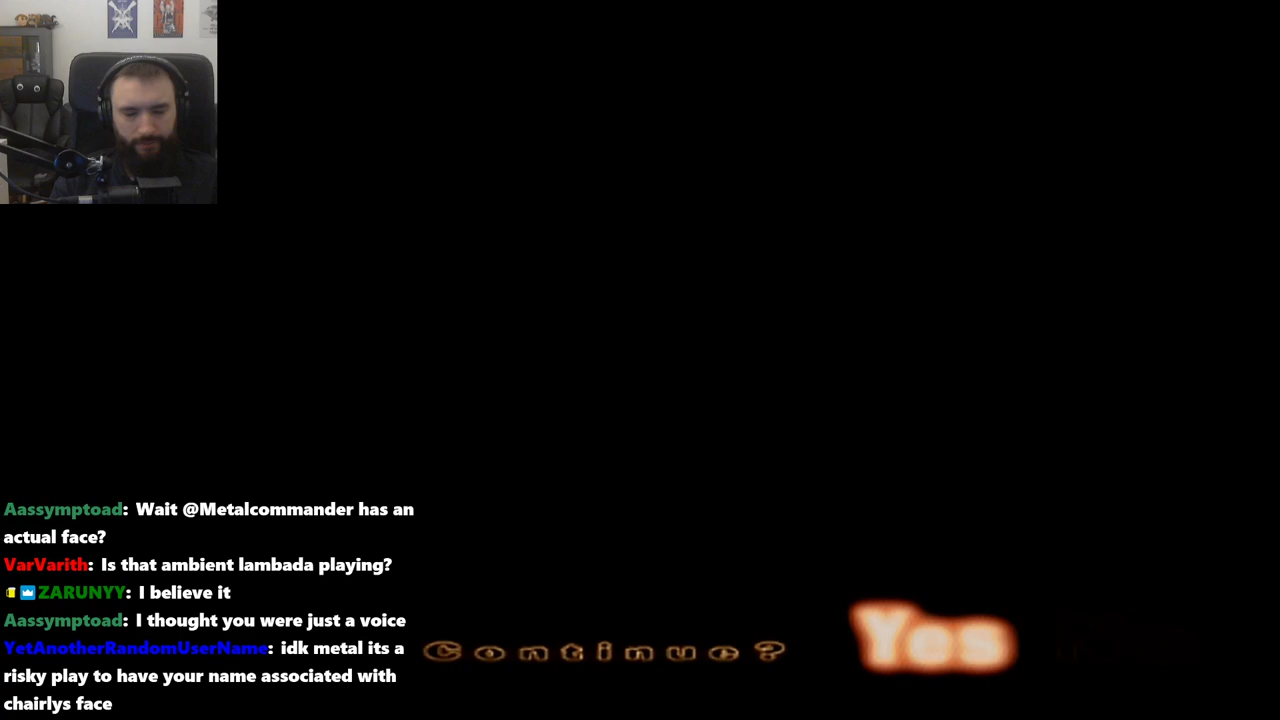 Aassymptoad: Wait @Metalcommander has an
actual face?
VarVarith: Is that ambient lambada playing?
ZARUNYY: I believe it
Aassymptoad: I thought you were just a voice
YetAnotherRandomUserName: idk metal its a
risky play to have your name associated with
chairlys face
Continue? Yes